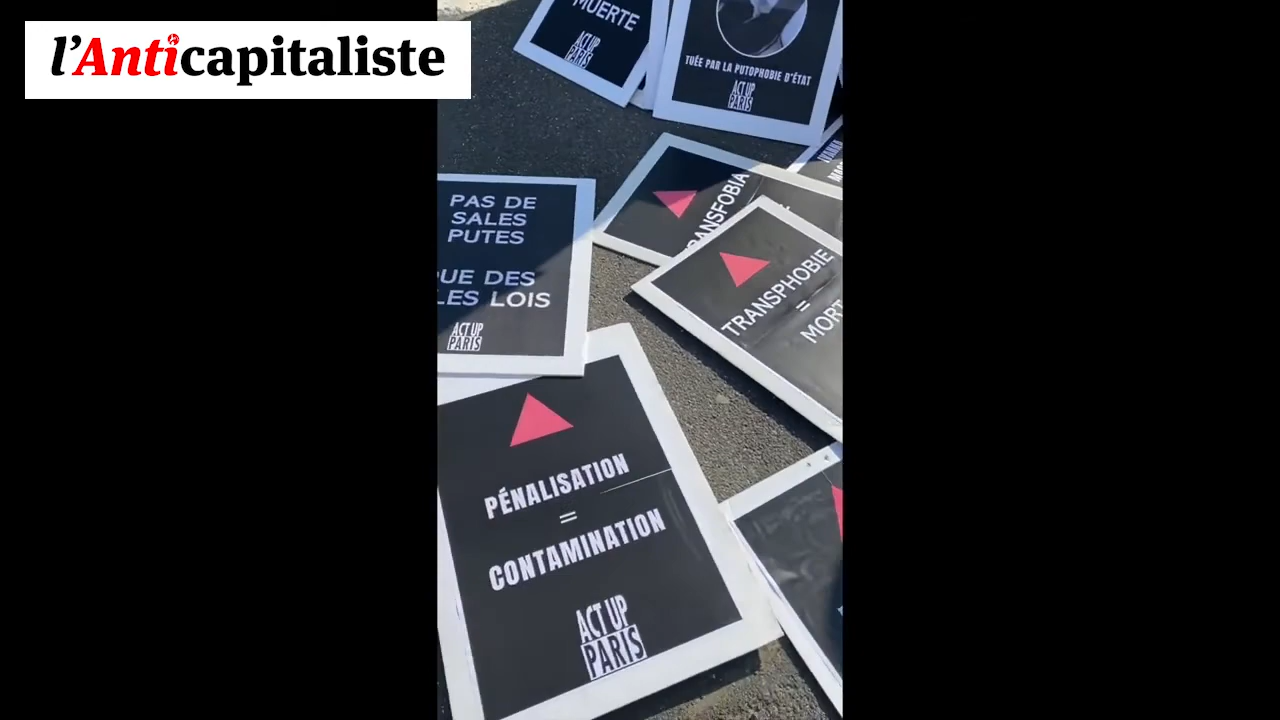 l'Anticapitaliste
MUERTE
ACT UP
PARIS
TUÉE PAR LA PUTOPHOBIE D'ÉTAT
ACT UP
PARIS
PAS DE
SALES
PUTES
UE DES
LES LOIS
ACT UP
PARIS
ANSFOBIA
TRANSPHOBIE
=
MORT
PÉNALISATION
=
CONTAMINATION
ACT UP
PARIS